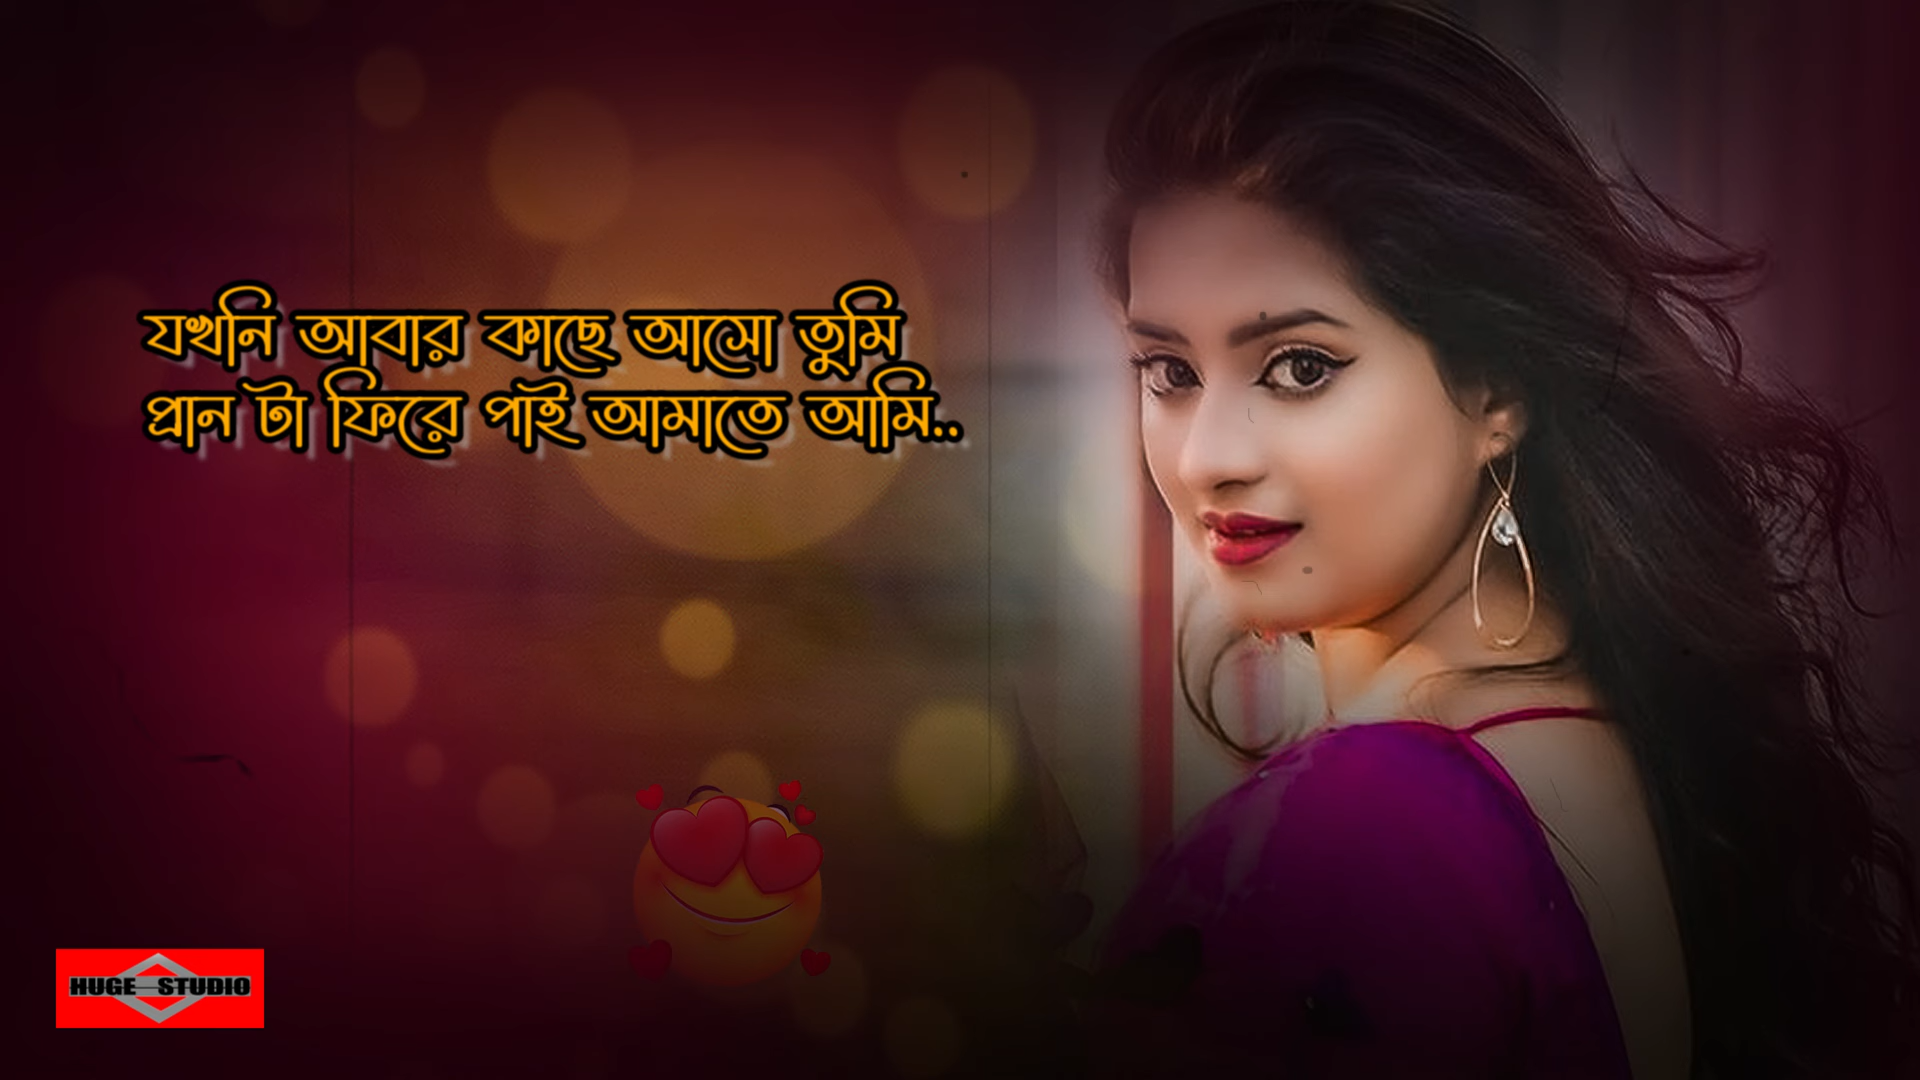 যখনি আবার কাছে আসো তুমি
প্রান টা ফিরে পাই আমাতে আমি..
HUGE STUDIO